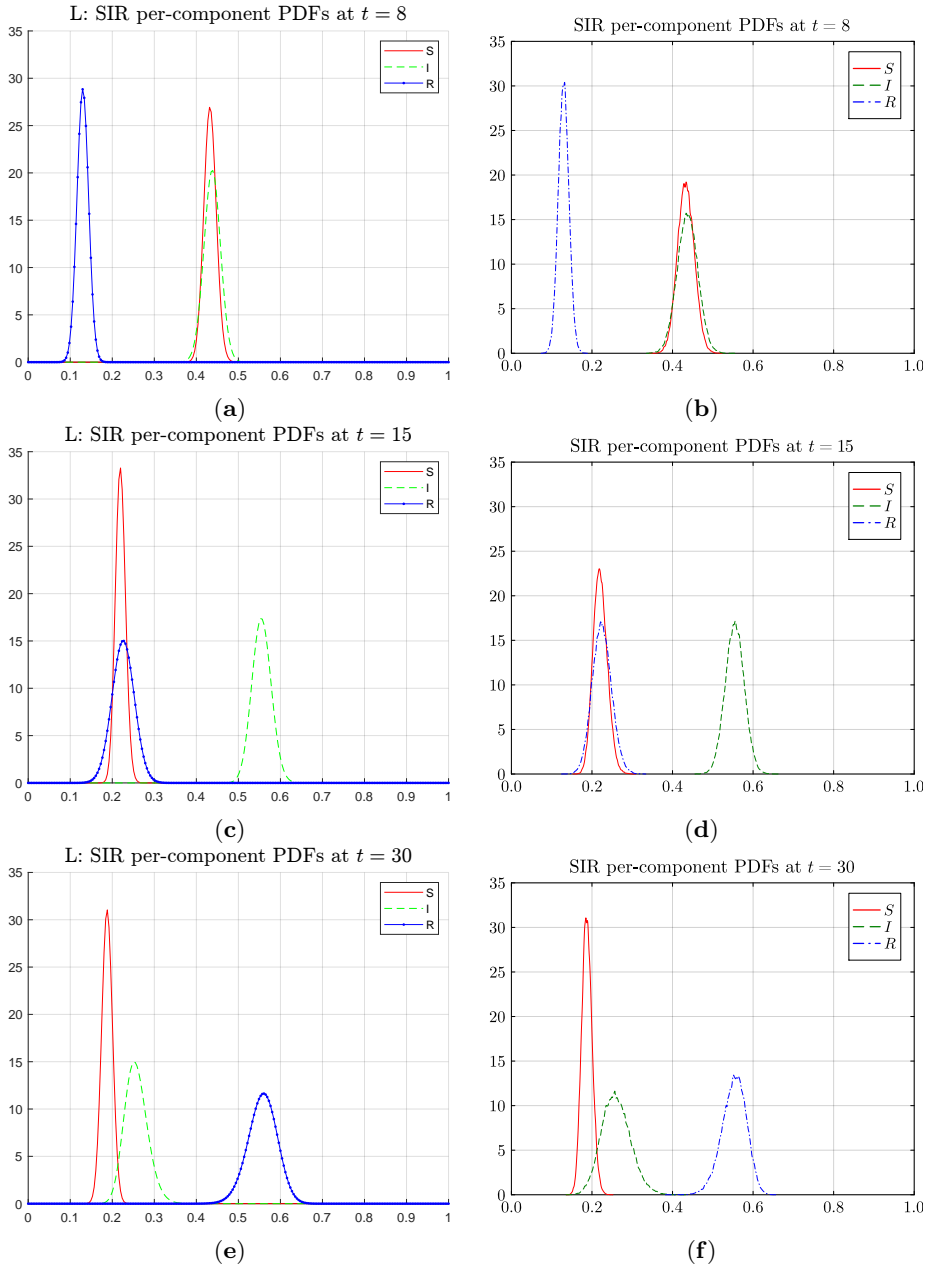 L: SIR per-component PDFs at t = 8
35
30
25
20
15
10
5
0
0 0.1 0.2 0.3 0.4 0.5 0.6 0.7 0.8 0.9 1
S
I
R
(a)
SIR per-component PDFs at t = 8
35
30
25
20
15
10
5
0
0.0 0.2 0.4 0.6 0.8 1.0
S
I
R
(b)
L: SIR per-component PDFs at t = 15
35
30
25
20
15
10
5
0
0 0.1 0.2 0.3 0.4 0.5 0.6 0.7 0.8 0.9 1
S
I
R
(c)
SIR per-component PDFs at t = 15
35
30
25
20
15
10
5
0
0.0 0.2 0.4 0.6 0.8 1.0
S
I
R
(d)
L: SIR per-component PDFs at t = 30
35
30
25
20
15
10
5
0
0 0.1 0.2 0.3 0.4 0.5 0.6 0.7 0.8 0.9 1
S
I
R
(e)
SIR per-component PDFs at t = 30
35
30
25
20
15
10
5
0
0.0 0.2 0.4 0.6 0.8 1.0
S
I
R
(f)